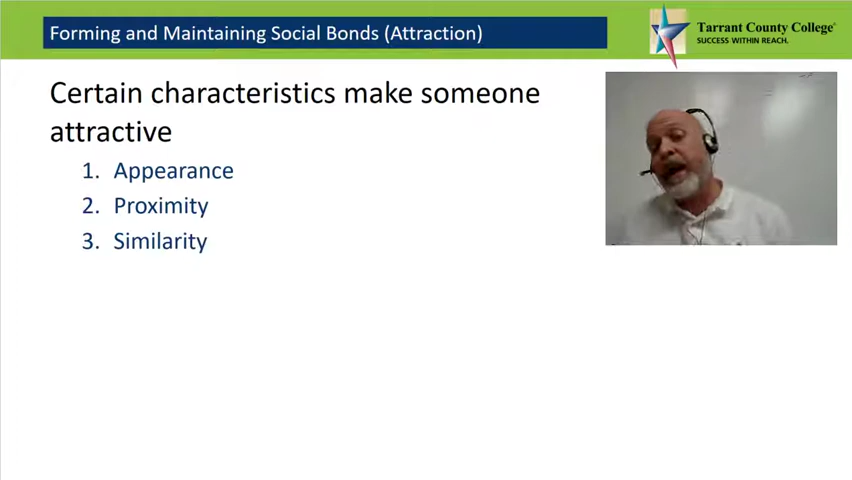 Forming and Maintaining Social Bonds (Attraction)
Tarrant County College®
SUCCESS WITHIN REACH.
Certain characteristics make someone
attractive
1. Appearance
2. Proximity
3. Similarity